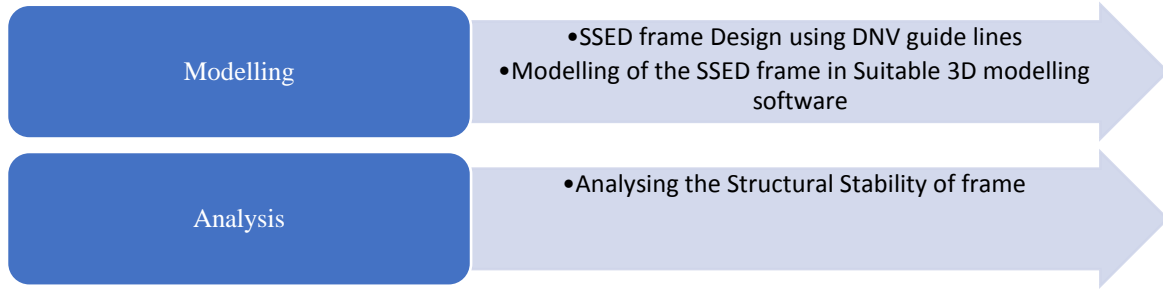 Modelling
•SSED frame Design using DNV guide lines
•Modelling of the SSED frame in Suitable 3D modelling
software
Analysis
•Analysing the Structural Stability of frame